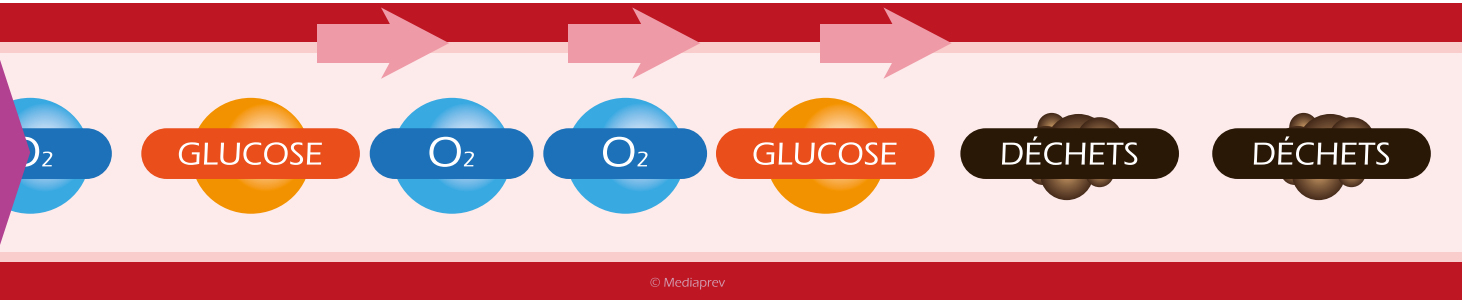 O₂
GLUCOSE
O₂
O₂
GLUCOSE
DÉCHETS
DÉCHETS
© Mediaprev